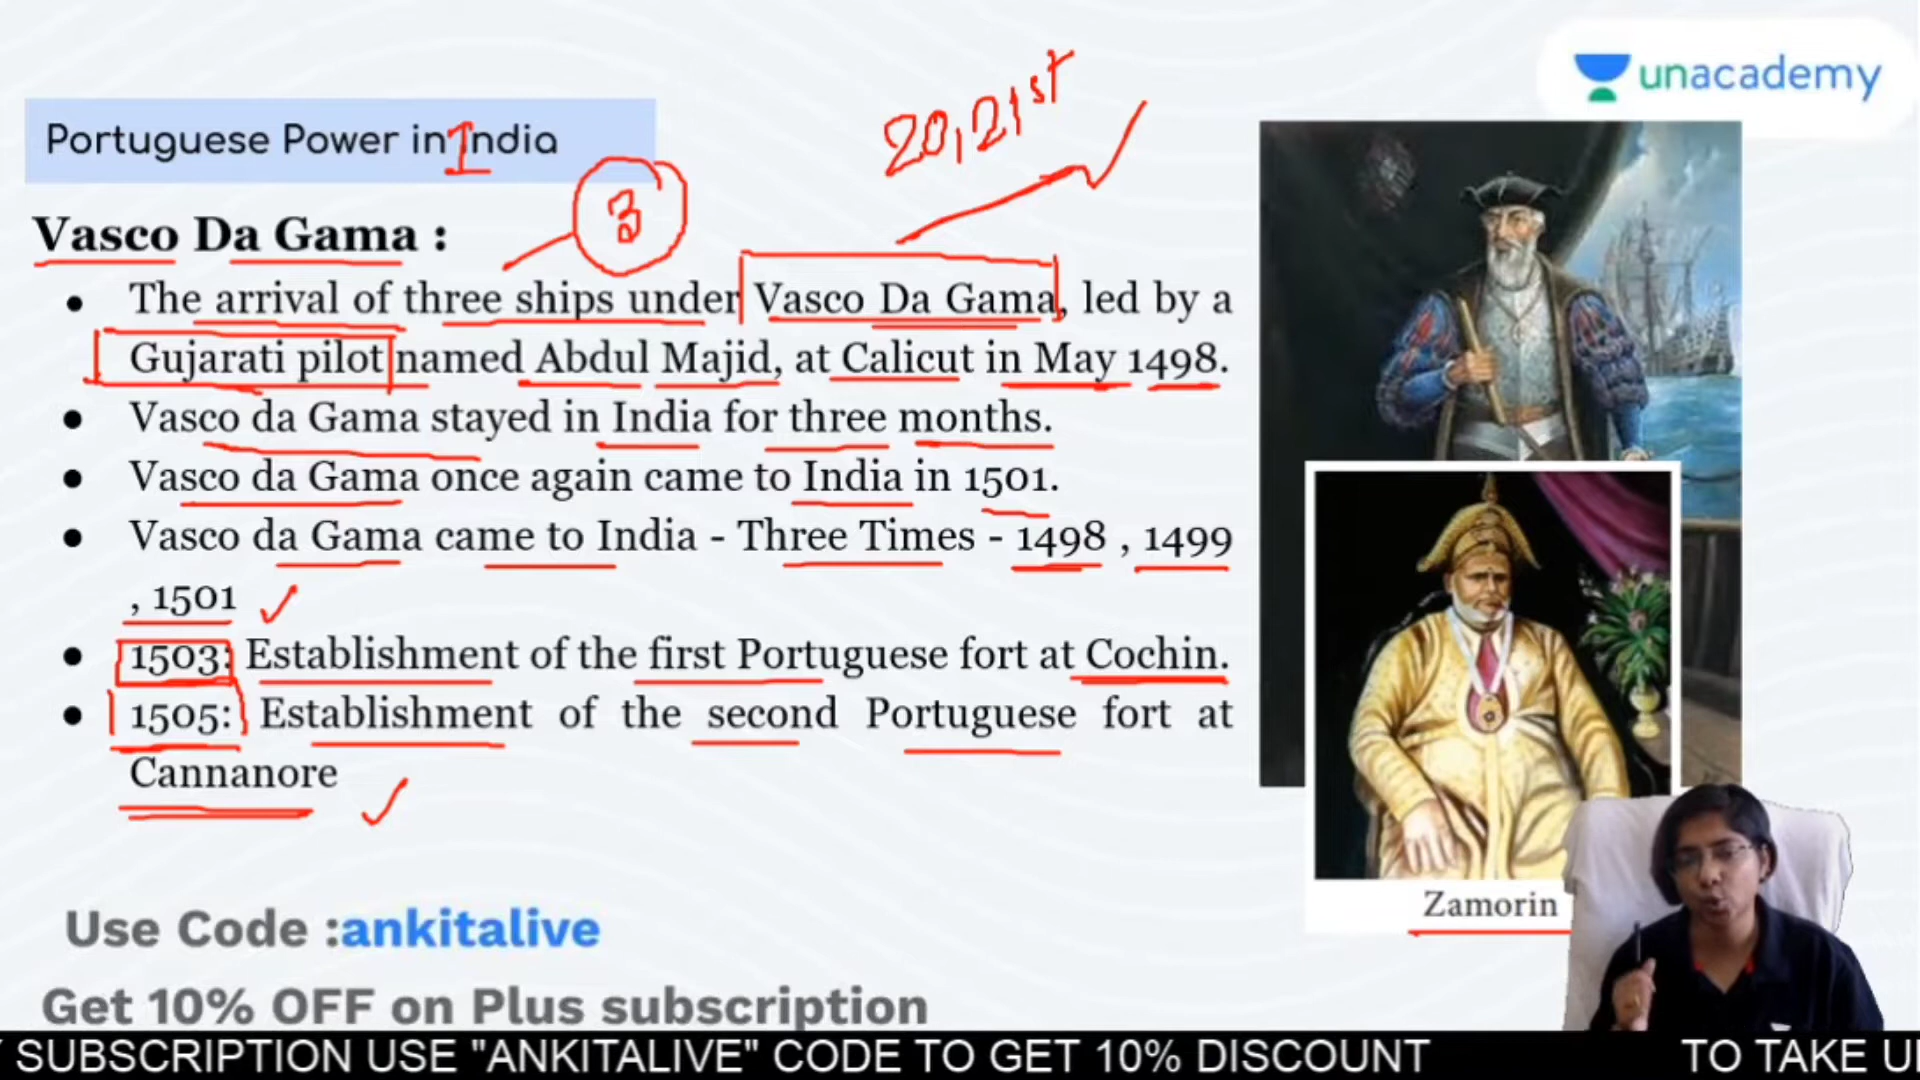 unacademy
20, 21st
Portuguese Power in India
3
Vasco Da Gama :
• The arrival of three ships under Vasco Da Gama, led by a
Gujarati pilot named Abdul Majid, at Calicut in May 1498.
• Vasco da Gama stayed in India for three months.
• Vasco da Gama once again came to India in 1501.
• Vasco da Gama came to India - Three Times - 1498 , 1499
, 1501
• 1503: Establishment of the first Portuguese fort at Cochin.
• 1505: Establishment of the second Portuguese fort at
Cannanore
Zamorin
Use Code :ankitalive
Get 10% OFF on Plus subscription
SUBSCRIPTION USE "ANKITALIVE" CODE TO GET 10% DISCOUNT TO TAKE